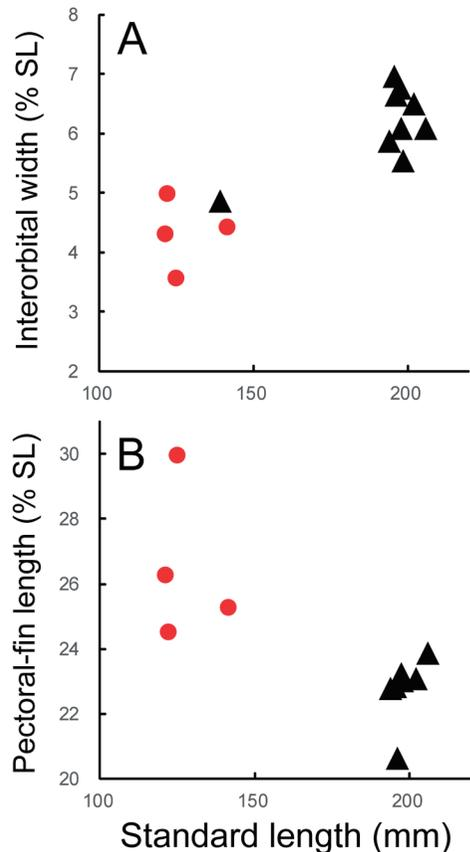 8
A
7
6
5
4
3
2
Interorbital width (% SL)
100 150 200
B
30
28
26
24
22
20
Pectoral-fin length (% SL)
100 150 200
Standard length (mm)